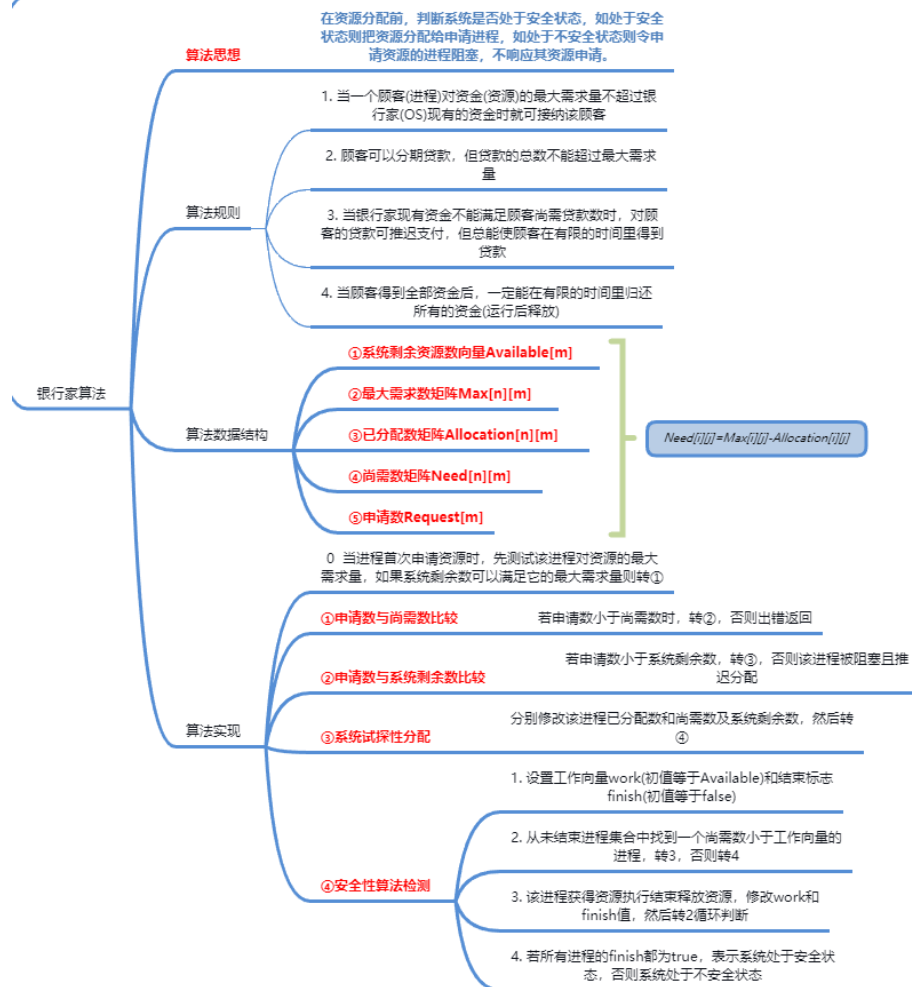 在资源分配前，判断系统是否处于安全状态，如处于安全
状态则把资源分配给申请进程，如处于不安全状态则令申
请资源的进程阻塞，不响应其资源申请。
算法思想
1. 当一个顾客(进程)对资金(资源)的最大需求量不超过银
行家(OS)现有的资金时就可接纳该顾客
2. 顾客可以分期贷款，但贷款的总数不能超过最大需求
量
算法规则
3. 当银行家现有资金不能满足顾客尚需贷款数时，对顾
客的贷款可推迟支付，但总能使顾客在有限的时间里得到
贷款
4. 当顾客得到全部资金后，一定能在有限的时间里归还
所有的资金(运行后释放)
银行家算法
算法数据结构
①系统剩余资源数向量Available[m]
②最大需求数矩阵Max[n][m]
③已分配数矩阵Allocation[n][m]
④尚需数矩阵Need[n][m]
⑤申请数Request[m]
Need[i][j]=Max[i][j]-Allocation[i][j]
0 当进程首次申请资源时，先测试该进程对资源的最大
需求量，如果系统剩余数可以满足它的最大需求量则转①
①申请数与尚需数比较
若申请数小于尚需数时，转②，否则出错返回
②申请数与系统剩余数比较
若申请数小于系统剩余数，转③，否则该进程被阻塞且推
迟分配
算法实现
③系统试探性分配
分别修改该进程已分配数和尚需数及系统剩余数，然后转
④
④安全性算法检测
1. 设置工作向量work(初值等于Available)和结束标志
finish(初值等于false)
2. 从未结束进程集合中找到一个尚需数小于工作向量的
进程，转3，否则转4
3. 该进程获得资源执行结束释放资源，修改work和
finish值，然后转2循环判断
4. 若所有进程的finish都为true，表示系统处于安全状
态，否则系统处于不安全状态